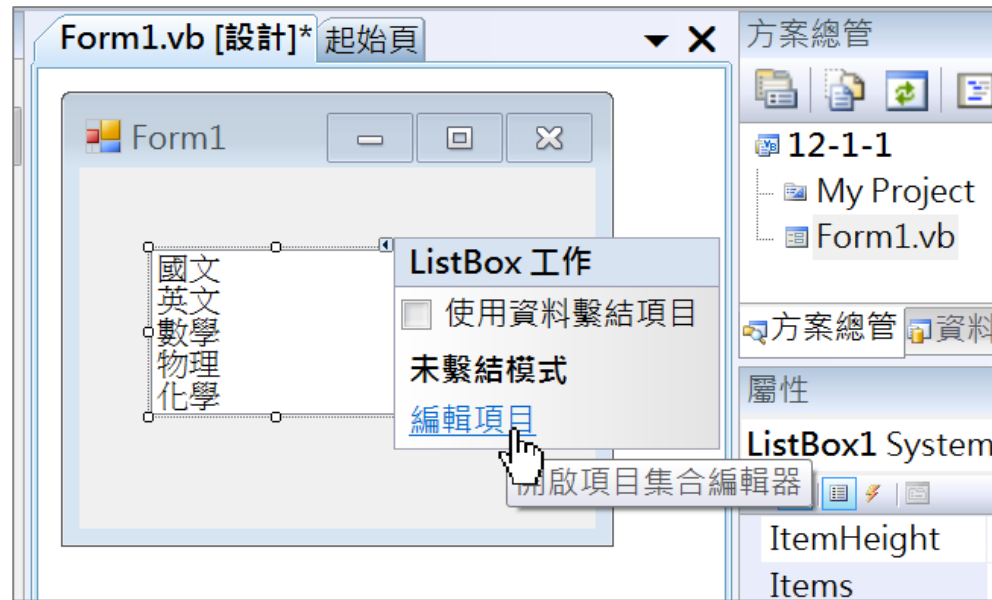 Form1.vb [設計]* 起始頁
Form1
國文
英文
數學
物理
化學
ListBox 工作
使用資料繫結項目
未繫結模式
編輯項目
開啟項目集合編輯器
方案總管
12-1-1
My Project
Form1.vb
方案總管 資料
屬性
ListBox1 System
ItemHeight
Items